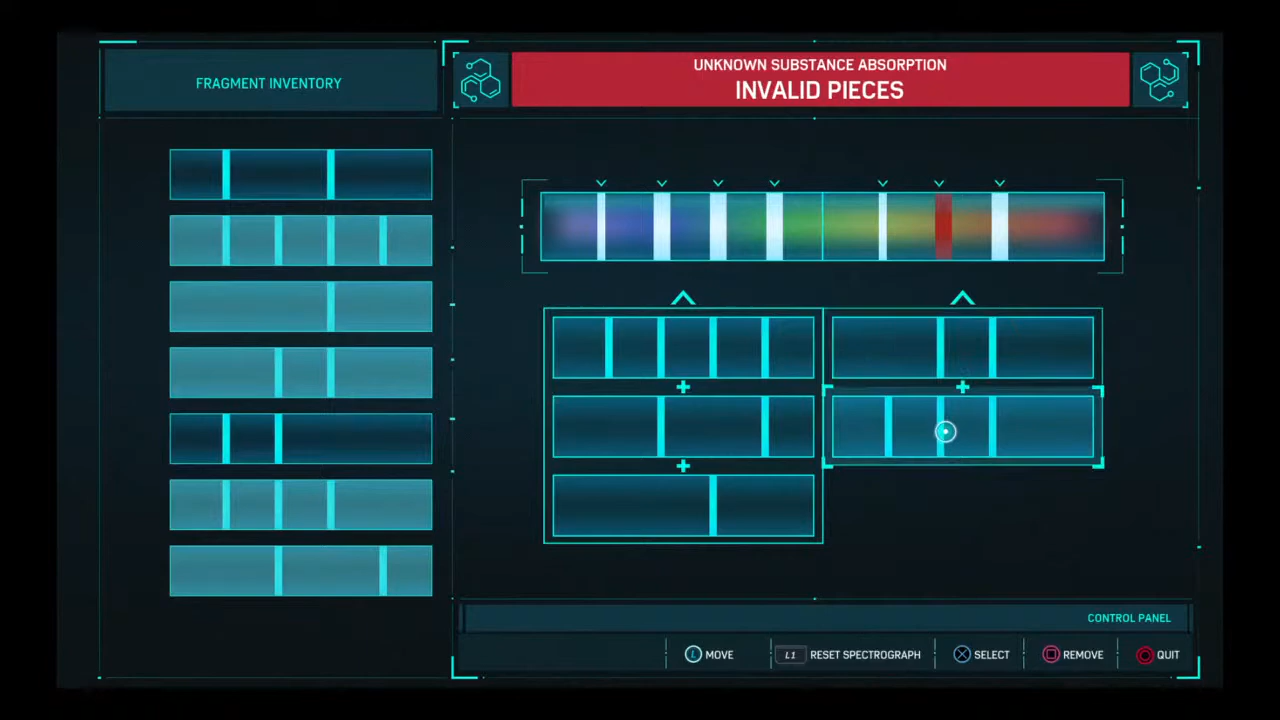 FRAGMENT INVENTORY
UNKNOWN SUBSTANCE ABSORPTION
INVALID PIECES
CONTROL PANEL
L MOVE
L1 RESET SPECTROGRAPH
SELECT
REMOVE
QUIT